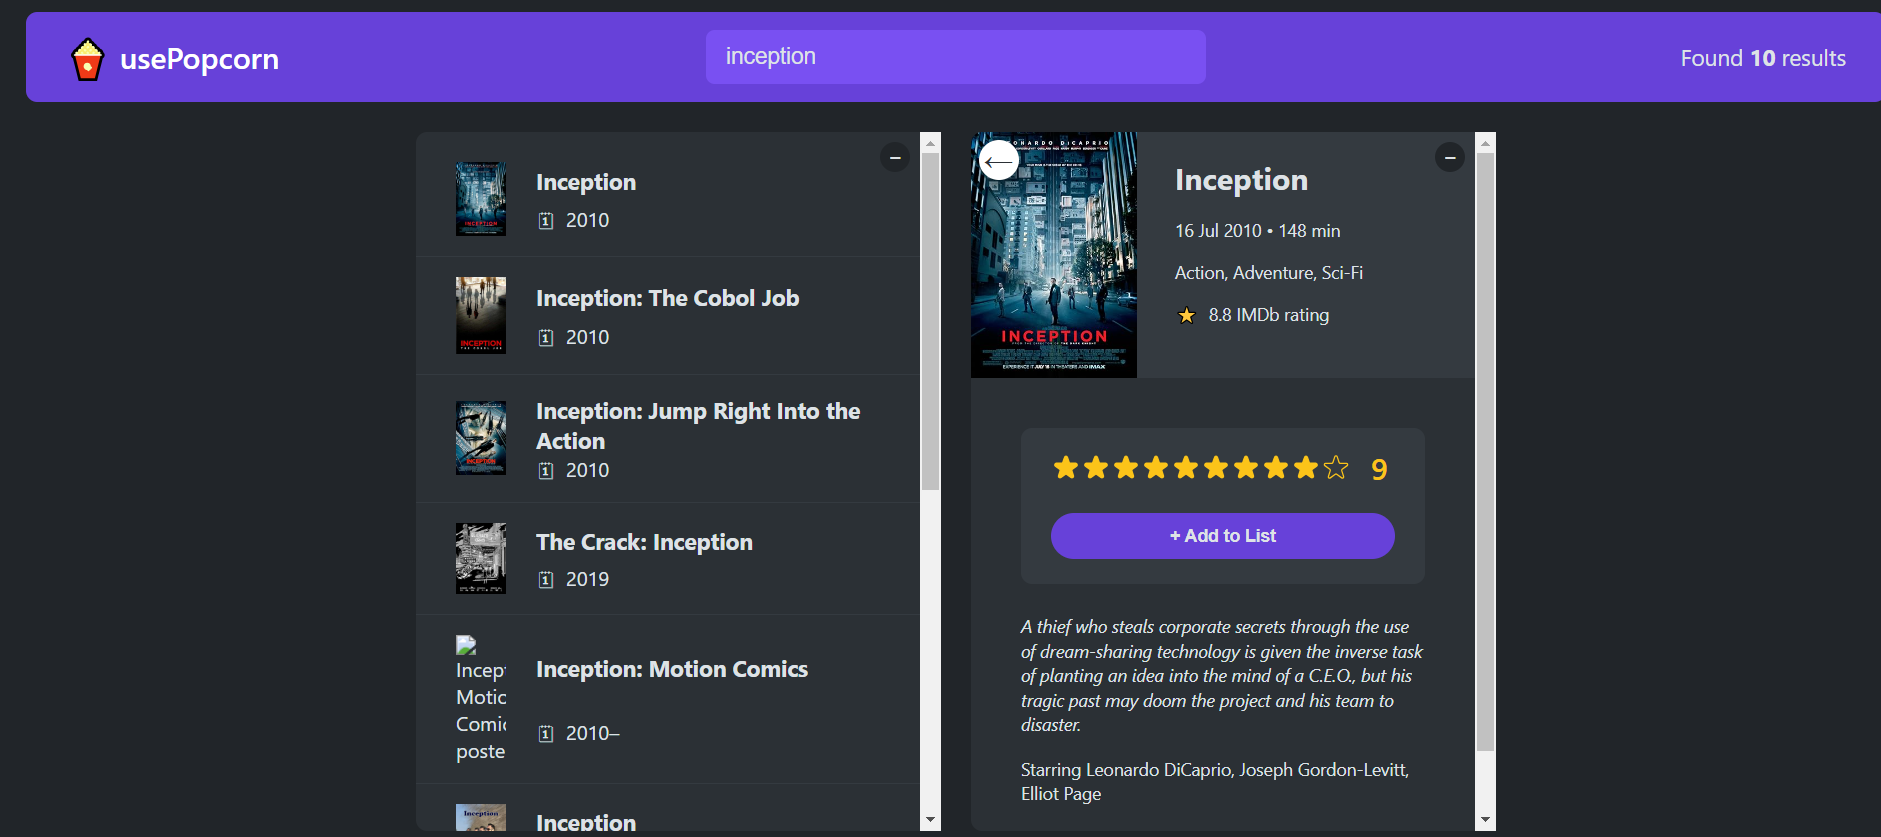 usePopcorn
inception
Found 10 results
Inception
2010
Inception: The Cobol Job
2010
Inception: Jump Right Into the
Action
2010
The Crack: Inception
2019
Incept
Motic
Comic
poste
Inception: Motion Comics
2010–
Inception
INCEPTION
←
Inception
16 Jul 2010 • 148 min
Action, Adventure, Sci-Fi
8.8 IMDb rating
9
+ Add to List
A thief who steals corporate secrets through the use
of dream-sharing technology is given the inverse task
of planting an idea into the mind of a C.E.O., but his
tragic past may doom the project and his team to
disaster.
Starring Leonardo DiCaprio, Joseph Gordon-Levitt,
Elliot Page